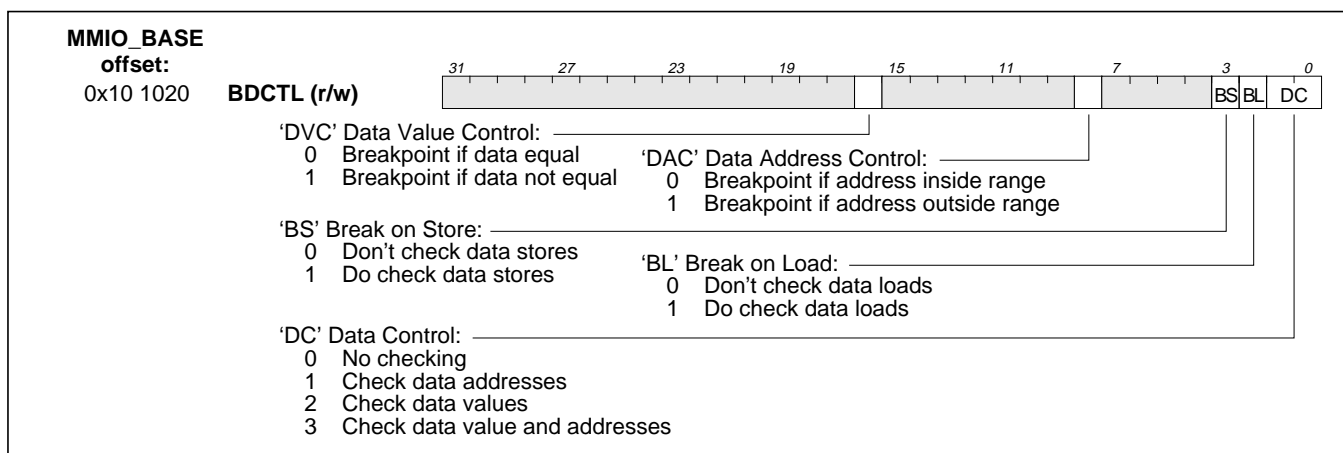 MMIO_BASE
offset:
31 27 23 19 15 11 7 3 0
0x10 1020 BDCTL (r/w) BS BL DC
‘DVC’ Data Value Control:
0 Breakpoint if data equal
1 Breakpoint if data not equal
‘DAC’ Data Address Control:
0 Breakpoint if address inside range
1 Breakpoint if address outside range
‘BS’ Break on Store:
0 Don't check data stores
1 Do check data stores
‘BL’ Break on Load:
0 Don't check data loads
1 Do check data loads
‘DC’ Data Control:
0 No checking
1 Check data addresses
2 Check data values
3 Check data value and addresses